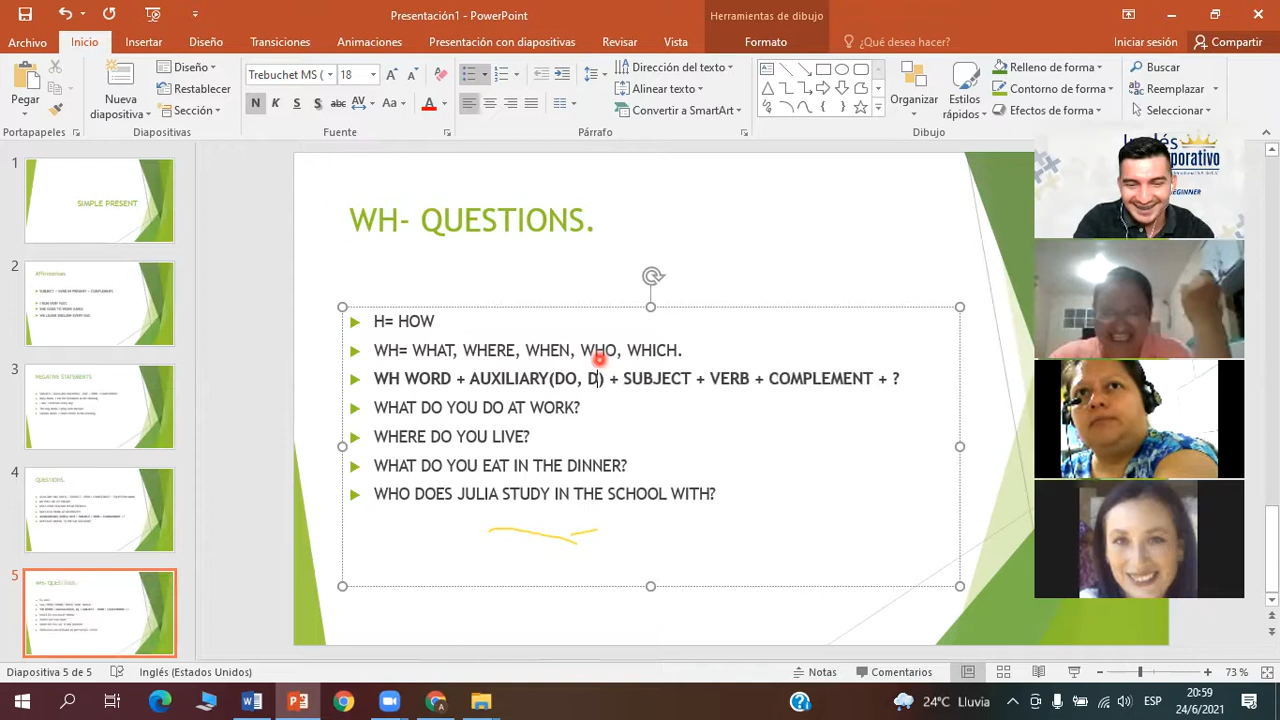 Presentación1 - PowerPoint
Herramientas de dibujo
Archivo
Inicio
Insertar
Diseño
Transiciones
Animaciones
Presentación con diapositivas
Revisar
Vista
Formato
¿Qué desea hacer?
Iniciar sesión
Compartir
Pegar
Nueva diapositiva
Diseño
Restablecer
Sección
Trebuchet MS (
18
N
K
S
S
abc
AV
Aa
A
Dirección del texto
Alinear texto
Convertir a SmartArt
Organizar
Estilos rápidos
Relleno de forma
Contorno de forma
Efectos de forma
Buscar
Reemplazar
Seleccionar
Portapapeles
Diapositivas
Fuente
Párrafo
Dibujo
Edición
1
SIMPLE PRESENT
2
3
NEGATIVE STATEMENTS
4
QUESTIONS.
5
WH- QUESTIONS.
WH- QUESTIONS.
H= HOW
WH= WHAT, WHERE, WHEN, WHO, WHICH.
WH WORD + AUXILIARY(DO, D) + SUBJECT + VERB + COMPLEMENT + ?
WHAT DO YOU DO AT WORK?
WHERE DO YOU LIVE?
WHAT DO YOU EAT IN THE DINNER?
WHO DOES JULIA STUDY IN THE SCHOOL WITH?
Diapositiva 5 de 5
Inglés (Estados Unidos)
Notas
Comentarios
73 %
24°C Lluvia
ESP
20:59
24/6/2021